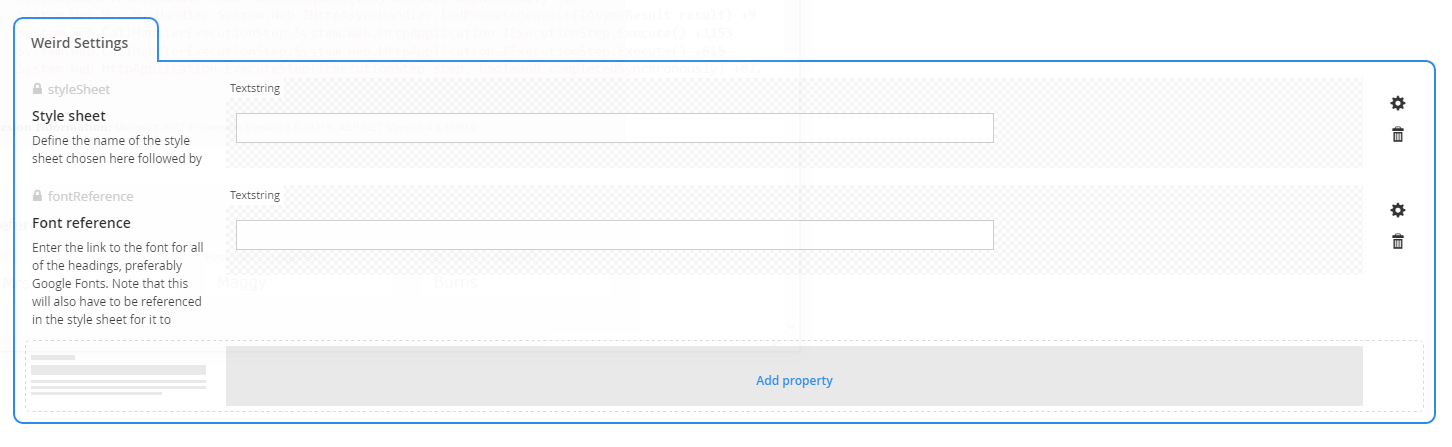 Weird Settings
styleSheet
Textstring
Style sheet
Define the name of the style
sheet chosen here followed by
fontReference
Textstring
Font reference
Enter the link to the font for all
of the headings, preferably
Google Fonts. Note that this
will also have to be referenced
in the style sheet for it to
Maggy
Burns
Add property